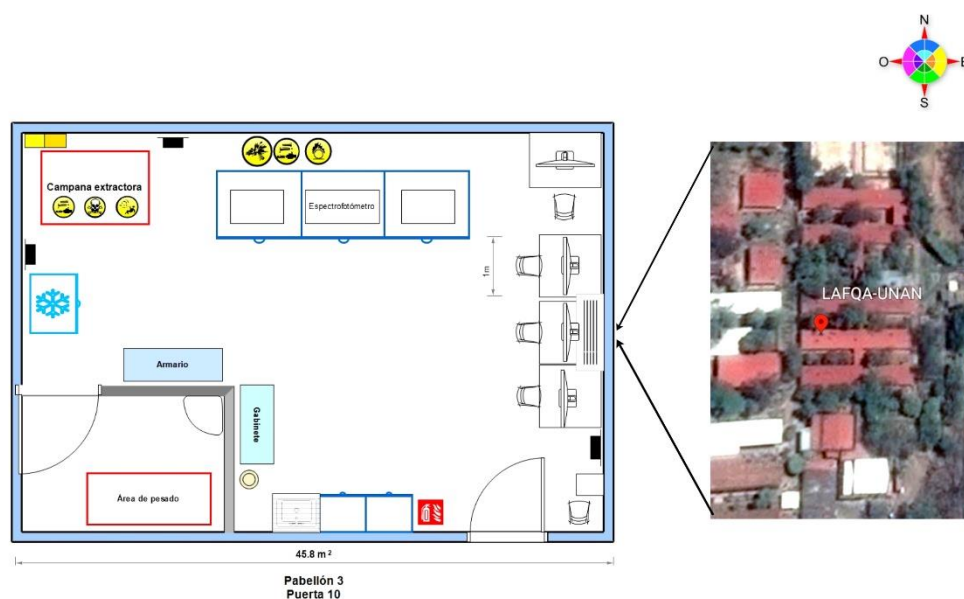 N
O
E
S
Campana extractora
Espectrofotómetro
1m
LAFQA-UNAN
Armario
Gabinete
Área de pesado
45.8 m ²
Pabellón 3
Puerta 10